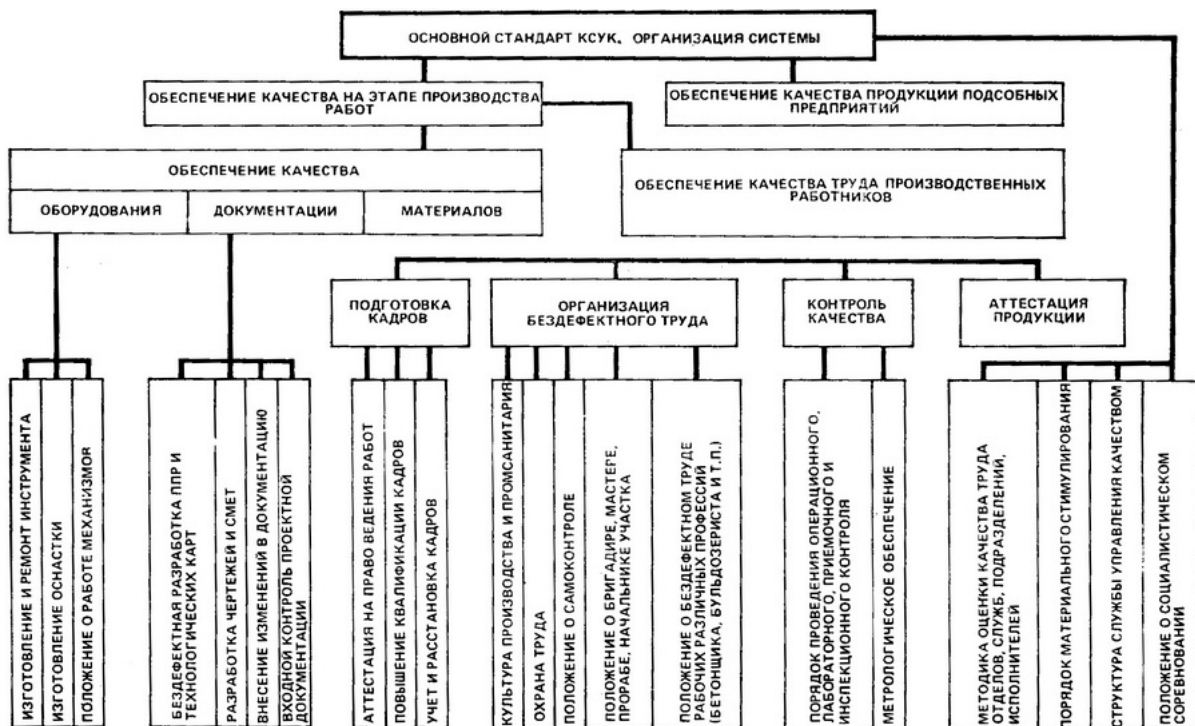 ОСНОВНОЙ СТАНДАРТ КСУК. ОРГАНИЗАЦИЯ СИСТЕМЫ
ОБЕСПЕЧЕНИЕ КАЧЕСТВА НА ЭТАПЕ ПРОИЗВОДСТВА
РАБОТ
ОБЕСПЕЧЕНИЕ КАЧЕСТВА ПРОДУКЦИИ ПОДСОБНЫХ
ПРЕДПРИЯТИЙ
ОБЕСПЕЧЕНИЕ КАЧЕСТВА
ОБОРУДОВАНИЯ
ДОКУМЕНТАЦИИ
МАТЕРИАЛОВ
ОБЕСПЕЧЕНИЕ КАЧЕСТВА ТРУДА ПРОИЗВОДСТВЕННЫХ
РАБОТНИКОВ
ПОДГОТОВКА
КАДРОВ
ОРГАНИЗАЦИЯ
БЕЗДЕФЕКТНОГО ТРУДА
КОНТРОЛЬ
КАЧЕСТВА
АТТЕСТАЦИЯ
ПРОДУКЦИИ
ИЗГОТОВЛЕНИЕ И РЕМОНТ ИНСТРУМЕНТА
ИЗГОТОВЛЕНИЕ ОСНАСТКИ
ПОЛОЖЕНИЕ О РАБОТЕ МЕХАНИЗМОВ
БЕЗДЕФЕКТНАЯ РАЗРАБОТКА ППР И
ТЕХНОЛОГИЧЕСКИХ КАРТ
РАЗРАБОТКА ЧЕРТЕЖЕЙ И СМЕТ
ВНЕСЕНИЕ ИЗМЕНЕНИЙ В ДОКУМЕНТАЦИЮ
ВХОДНОЙ КОНТРОЛЬ ПРОЕКТНОЙ
ДОКУМЕНТАЦИИ
АТТЕСТАЦИЯ НА ПРАВО ВЕДЕНИЯ РАБОТ
ПОВЫШЕНИЕ КВАЛИФИКАЦИИ КАДРОВ
УЧЕТ И РАССТАНОВКА КАДРОВ
КУЛЬТУРА ПРОИЗВОДСТВА И ПРОМСАНИТАРИЯ
ОХРАНА ТРУДА
ПОЛОЖЕНИЕ О САМОКОНТРОЛЕ
ПОЛОЖЕНИЕ О БРИГАДИРЕ, МАСТЕРЕ,
ПРОРАБЕ, НАЧАЛЬНИКЕ УЧАСТКА
ПОЛОЖЕНИЕ О БЕЗДЕФЕКТНОМ ТРУДЕ
РАБОЧИХ РАЗЛИЧНЫХ ПРОФЕССИЙ
(БЕТОНЩИКА, БУЛЬДОЗЕРИСТА И Т.П.)
ПОРЯДОК ПРОВЕДЕНИЯ ОПЕРАЦИОННОГО,
ЛАБОРАТОРНОГО, ПРИЕМОЧНОГО И
ИНСПЕКЦИОННОГО КОНТРОЛЯ
МЕТРОЛОГИЧЕСКОЕ ОБЕСПЕЧЕНИЕ
МЕТОДИКА ОЦЕНКИ КАЧЕСТВА ТРУДА
ОТДЕЛОВ, СЛУЖБ, ПОДРАЗДЕЛЕНИЙ,
ИСПОЛНИТЕЛЕЙ
ПОРЯДОК МАТЕРИАЛЬНОГО СТИМУЛИРОВАНИЯ
СТРУКТУРА СЛУЖБЫ УПРАВЛЕНИЯ КАЧЕСТВОМ
ПОЛОЖЕНИЕ О СОЦИАЛИСТИЧЕСКОМ
СОРЕВНОВАНИИ